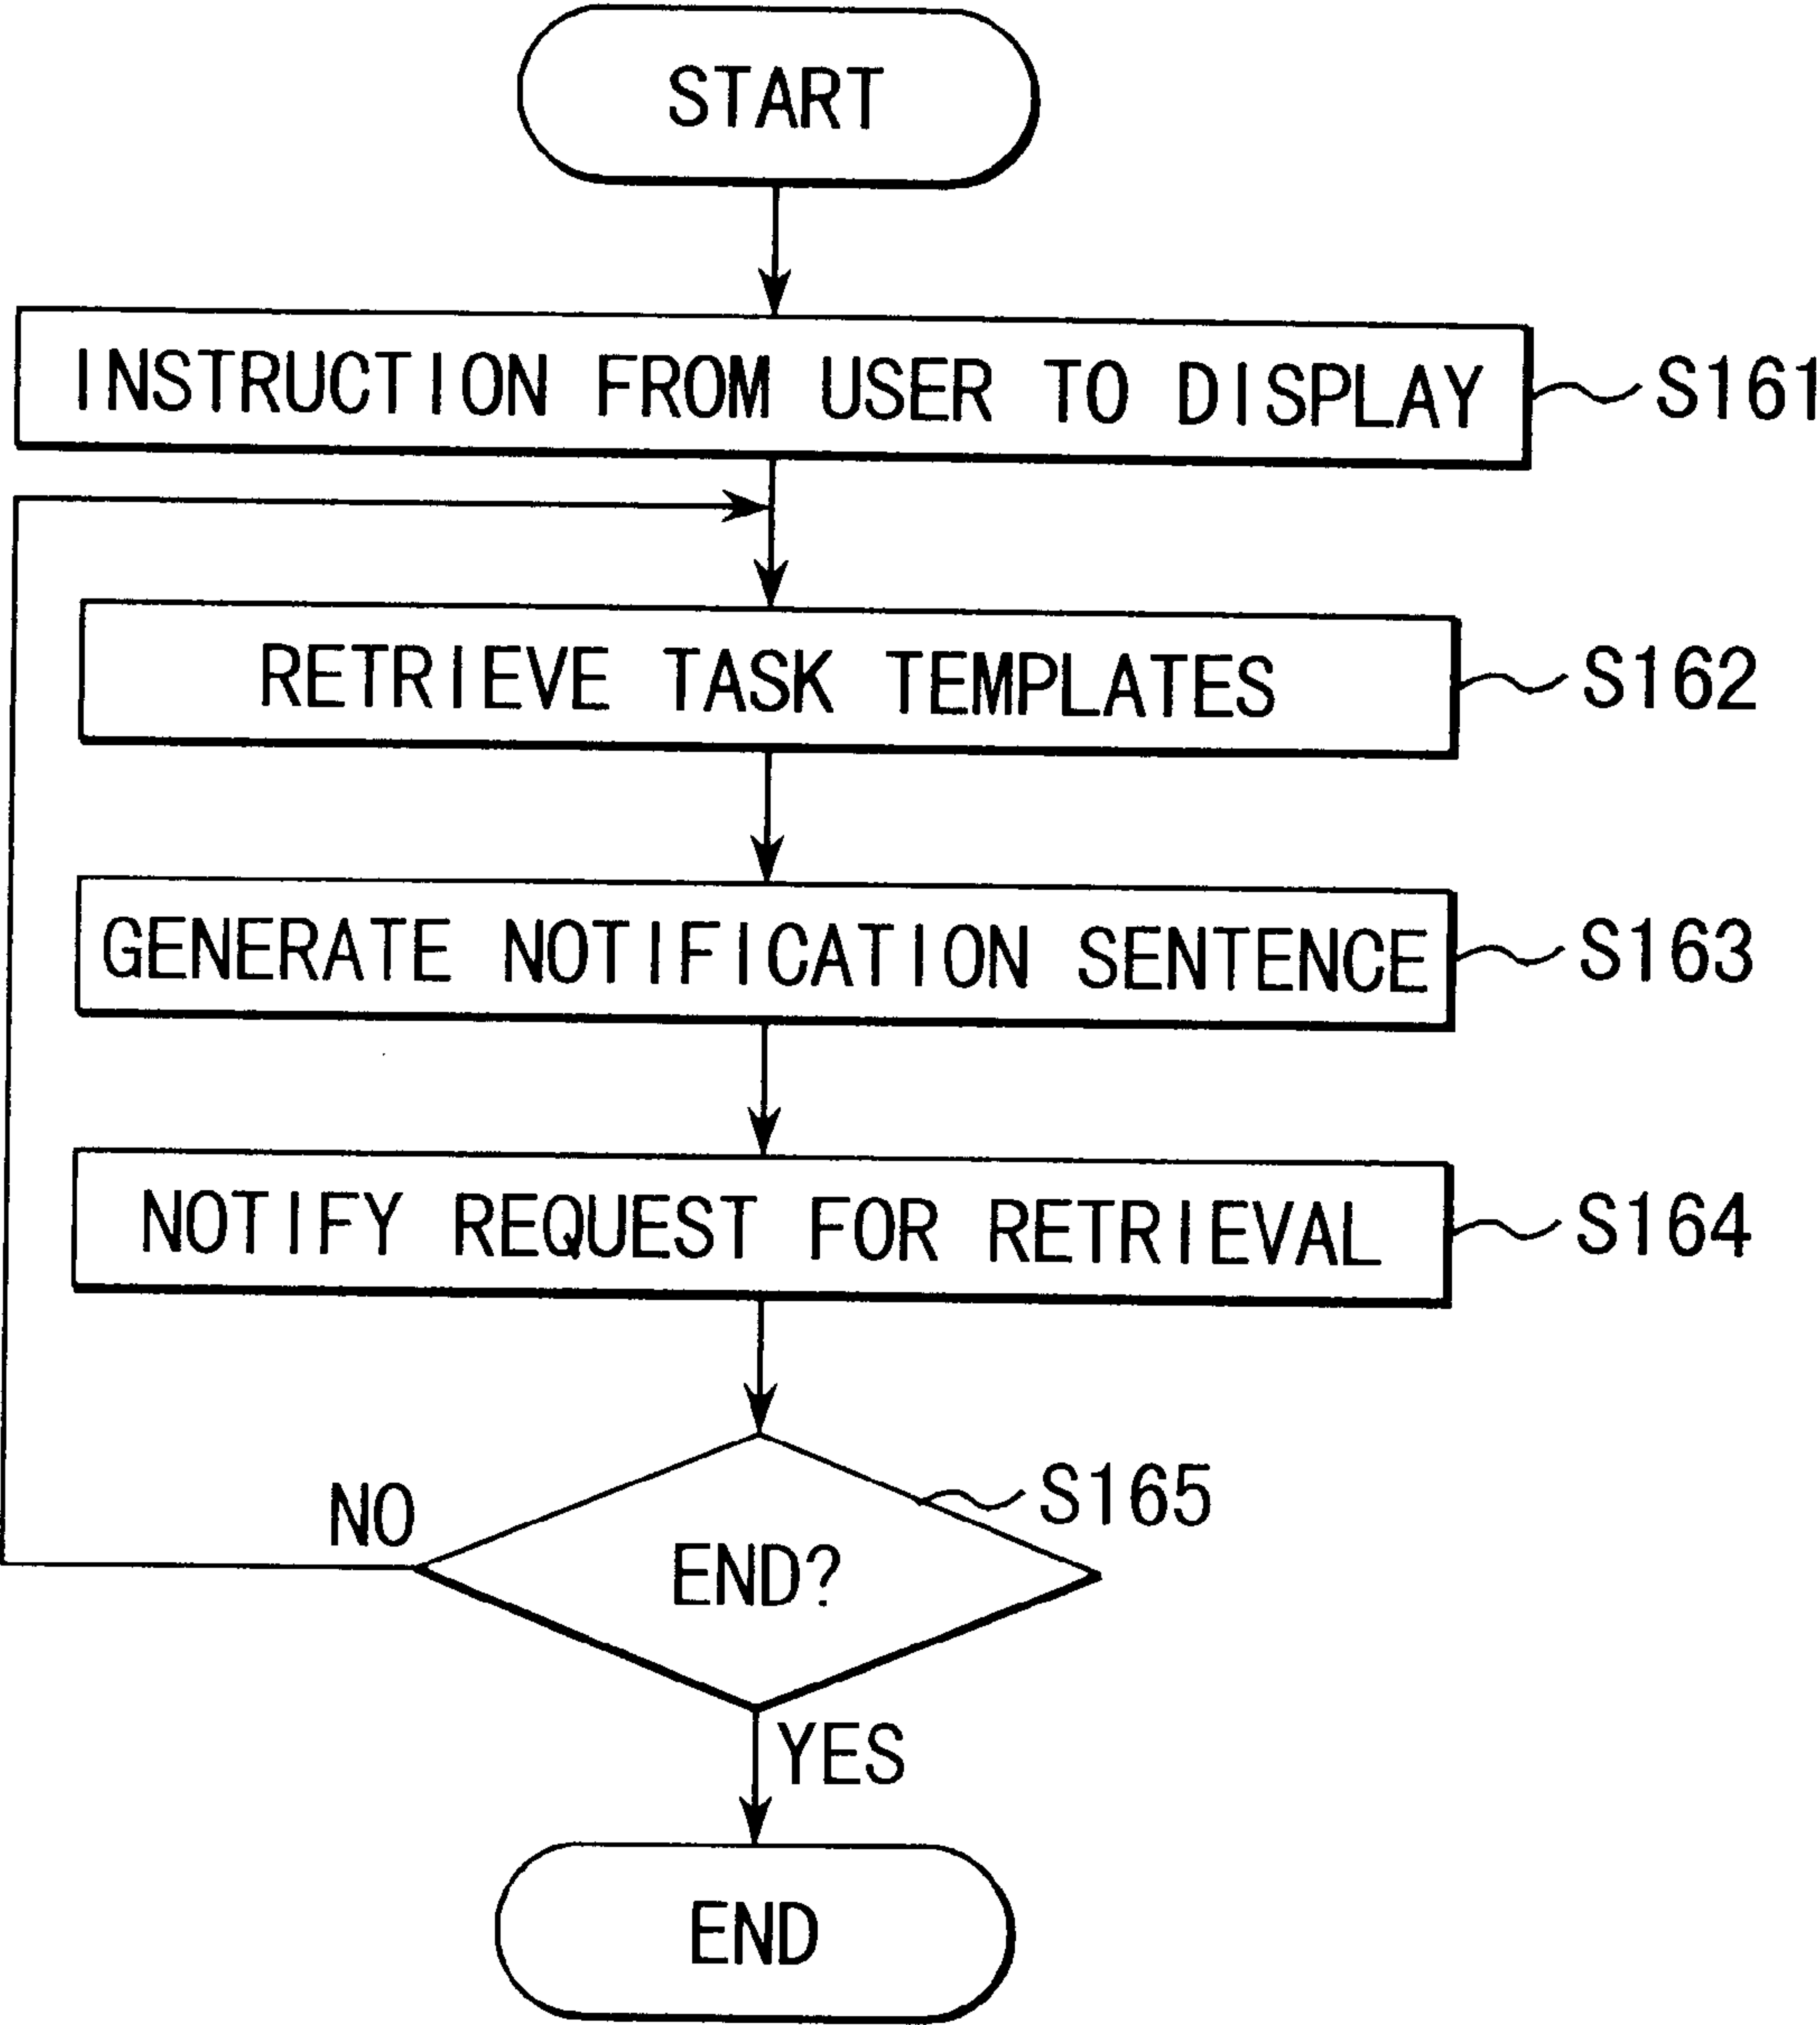 START
INSTRUCTION FROM USER TO DISPLAY S161
RETRIEVE TASK TEMPLATES S162
GENERATE NOTIFICATION SENTENCE S163
NOTIFY REQUEST FOR RETRIEVAL S164
S165
NO
END?
YES
END